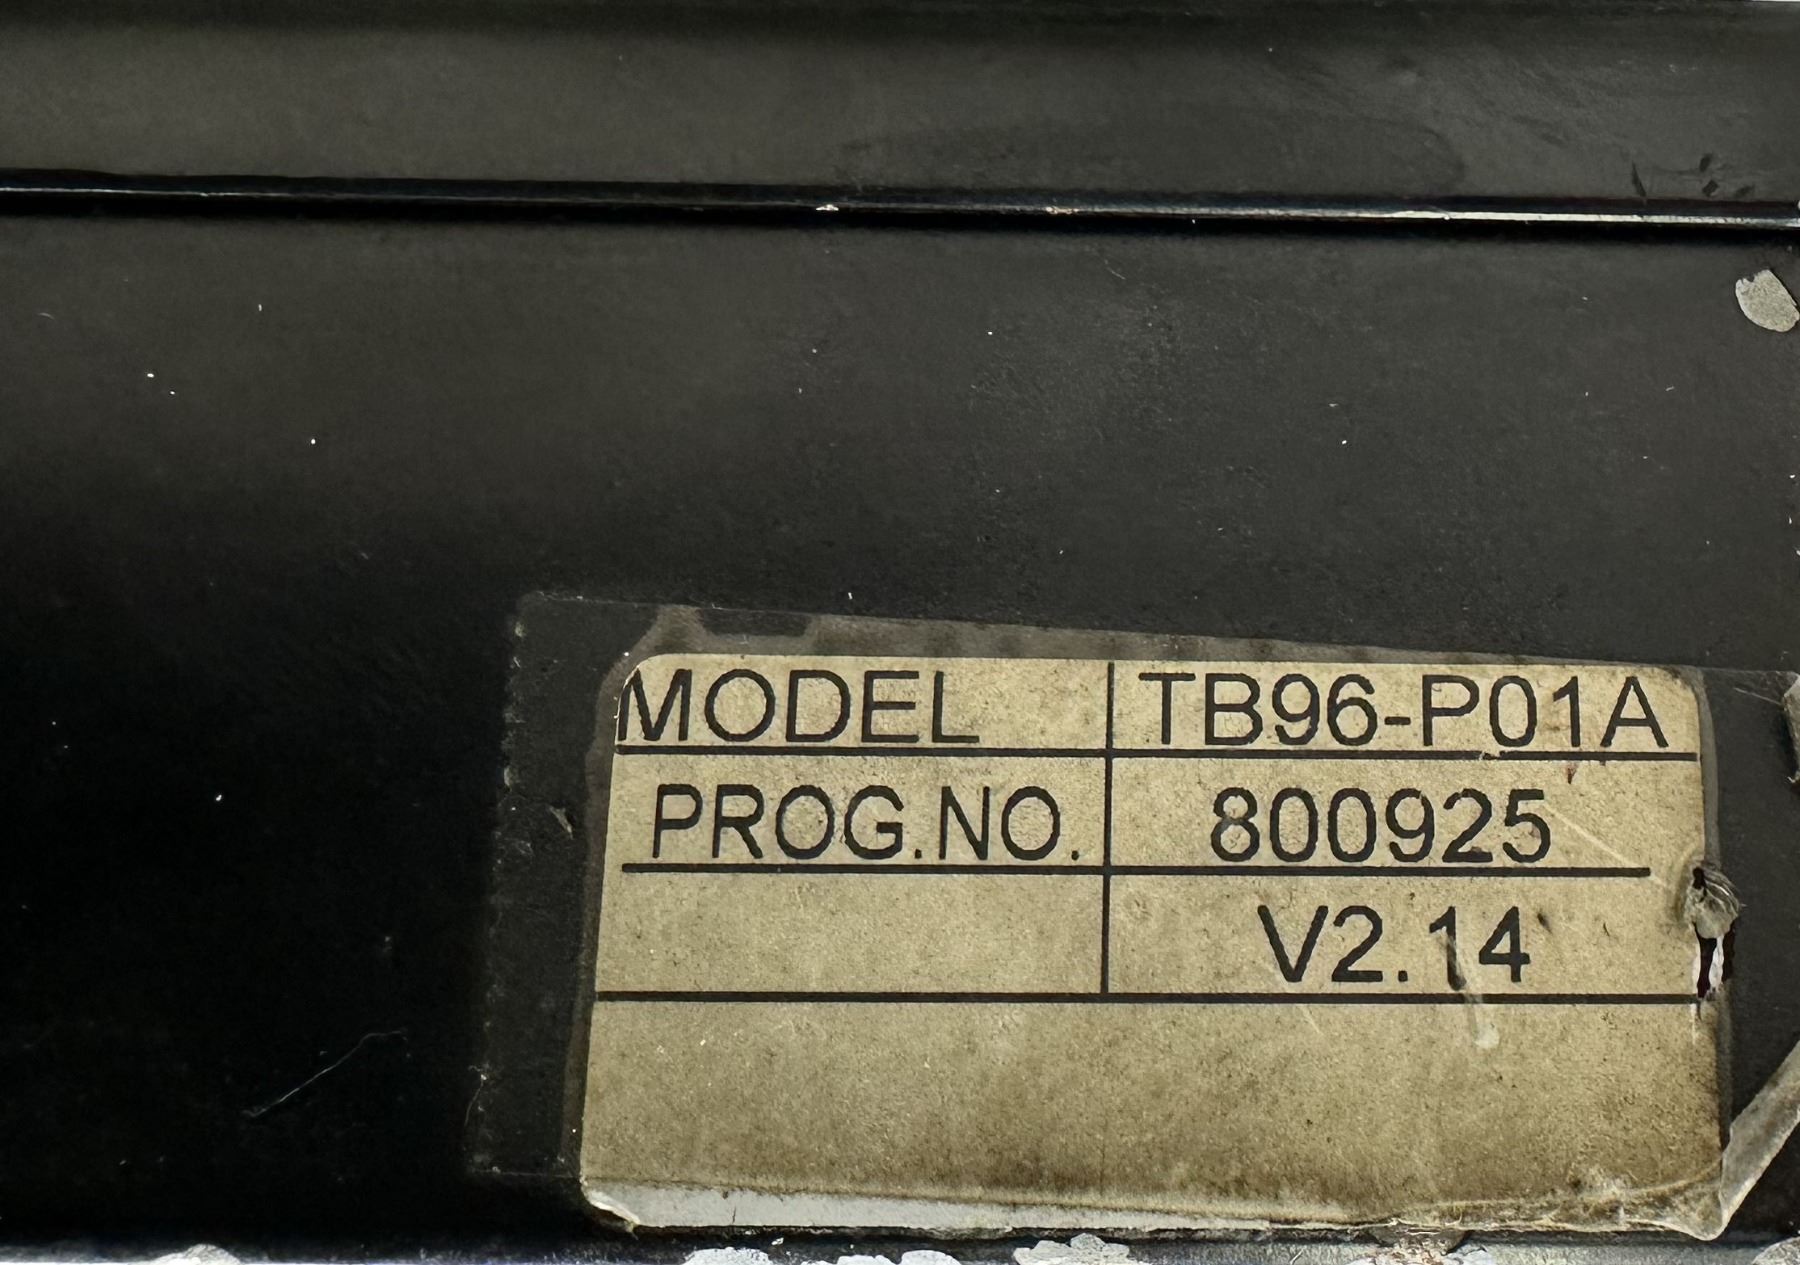 MODEL TB96-P01A
PROG.NO. 800925
V2.14